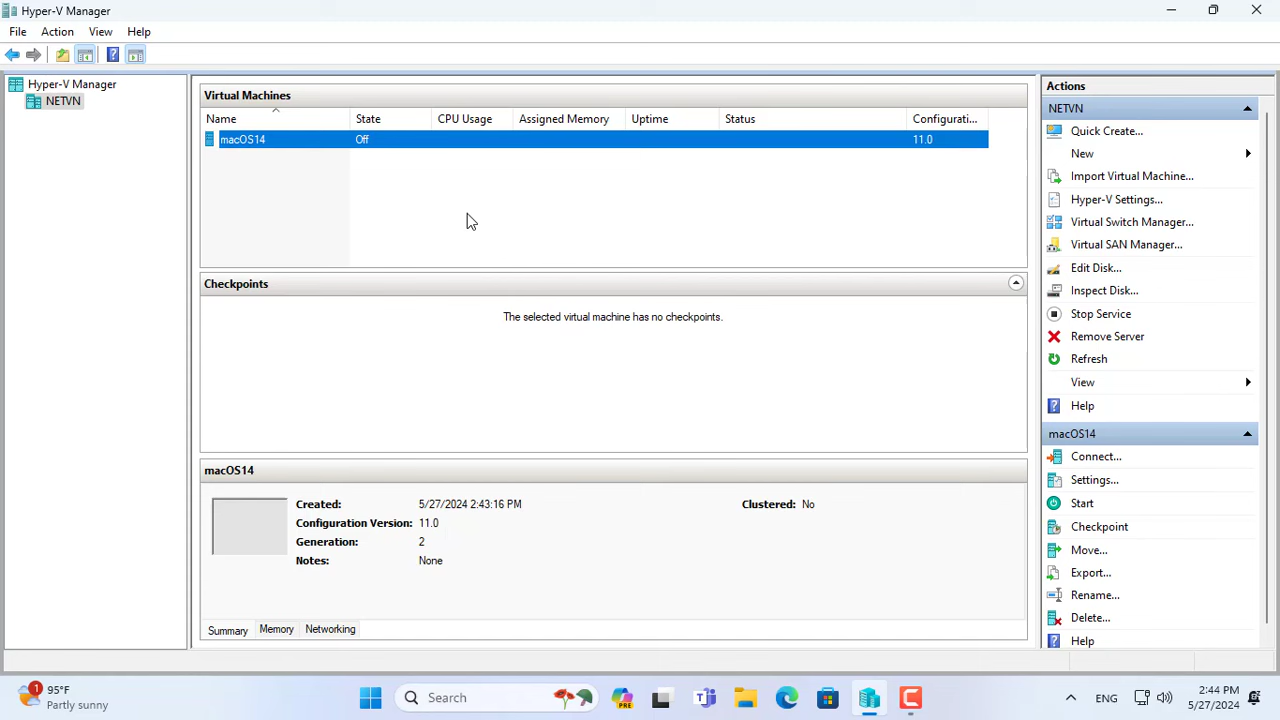 Hyper-V Manager
File Action View Help
Hyper-V Manager
NETVN
Virtual Machines
Name State CPU Usage Assigned Memory Uptime Status Configurati...
macOS14 Off 11.0
Checkpoints
The selected virtual machine has no checkpoints.
macOS14
Created: 5/27/2024 2:43:16 PM Clustered: No
Configuration Version: 11.0
Generation: 2
Notes: None
Summary Memory Networking
Actions
NETVN
Quick Create...
New
Import Virtual Machine...
Hyper-V Settings...
Virtual Switch Manager...
Virtual SAN Manager...
Edit Disk...
Inspect Disk...
Stop Service
Remove Server
Refresh
View
Help
macOS14
Connect...
Settings...
Start
Checkpoint
Move...
Export...
Rename...
Delete...
Help
1
95°F
Partly sunny
Search
PRE
ENG
2:44 PM
5/27/2024